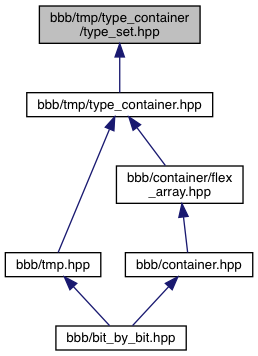 bbb/tmp/type_container
/type_set.hpp
bbb/tmp/type_container.hpp
bbb/container/flex
_array.hpp
bbb/tmp.hpp
bbb/container.hpp
bbb/bit_by_bit.hpp